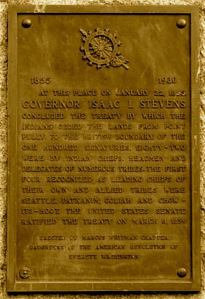 1855 1930
AT THIS PLACE ON JANUARY 22, 1855
GOVERNOR ISAAC I. STEVENS
CONCLUDED THE TREATY BY WHICH THE
INDIANS CEDED THE LANDS FROM POINT
PULLY TO THE BRITISH BOUNDARY OF THE
ONE HUNDRED SIGNATURES, EIGHTY-TWO
WERE BY INDIAN CHIEFS, HEADMEN AND
DELEGATES OF NUMEROUS TRIBES. THE FIRST
FOUR RECOGNIZED AS LEADING CHIEFS OF
THEIR OWN AND ALLIED TRIBES WERE
SEATTLE, PATKANIM, GOLIAH AND CHOW-
ITS-HOOT. THE UNITED STATES SENATE
RATIFIED THE TREATY ON MARCH 8, 1859
MARCUS WHITMAN CHAPTER
DAUGHTERS OF THE AMERICAN REVOLUTION OF
EVERETT WASHINGTON